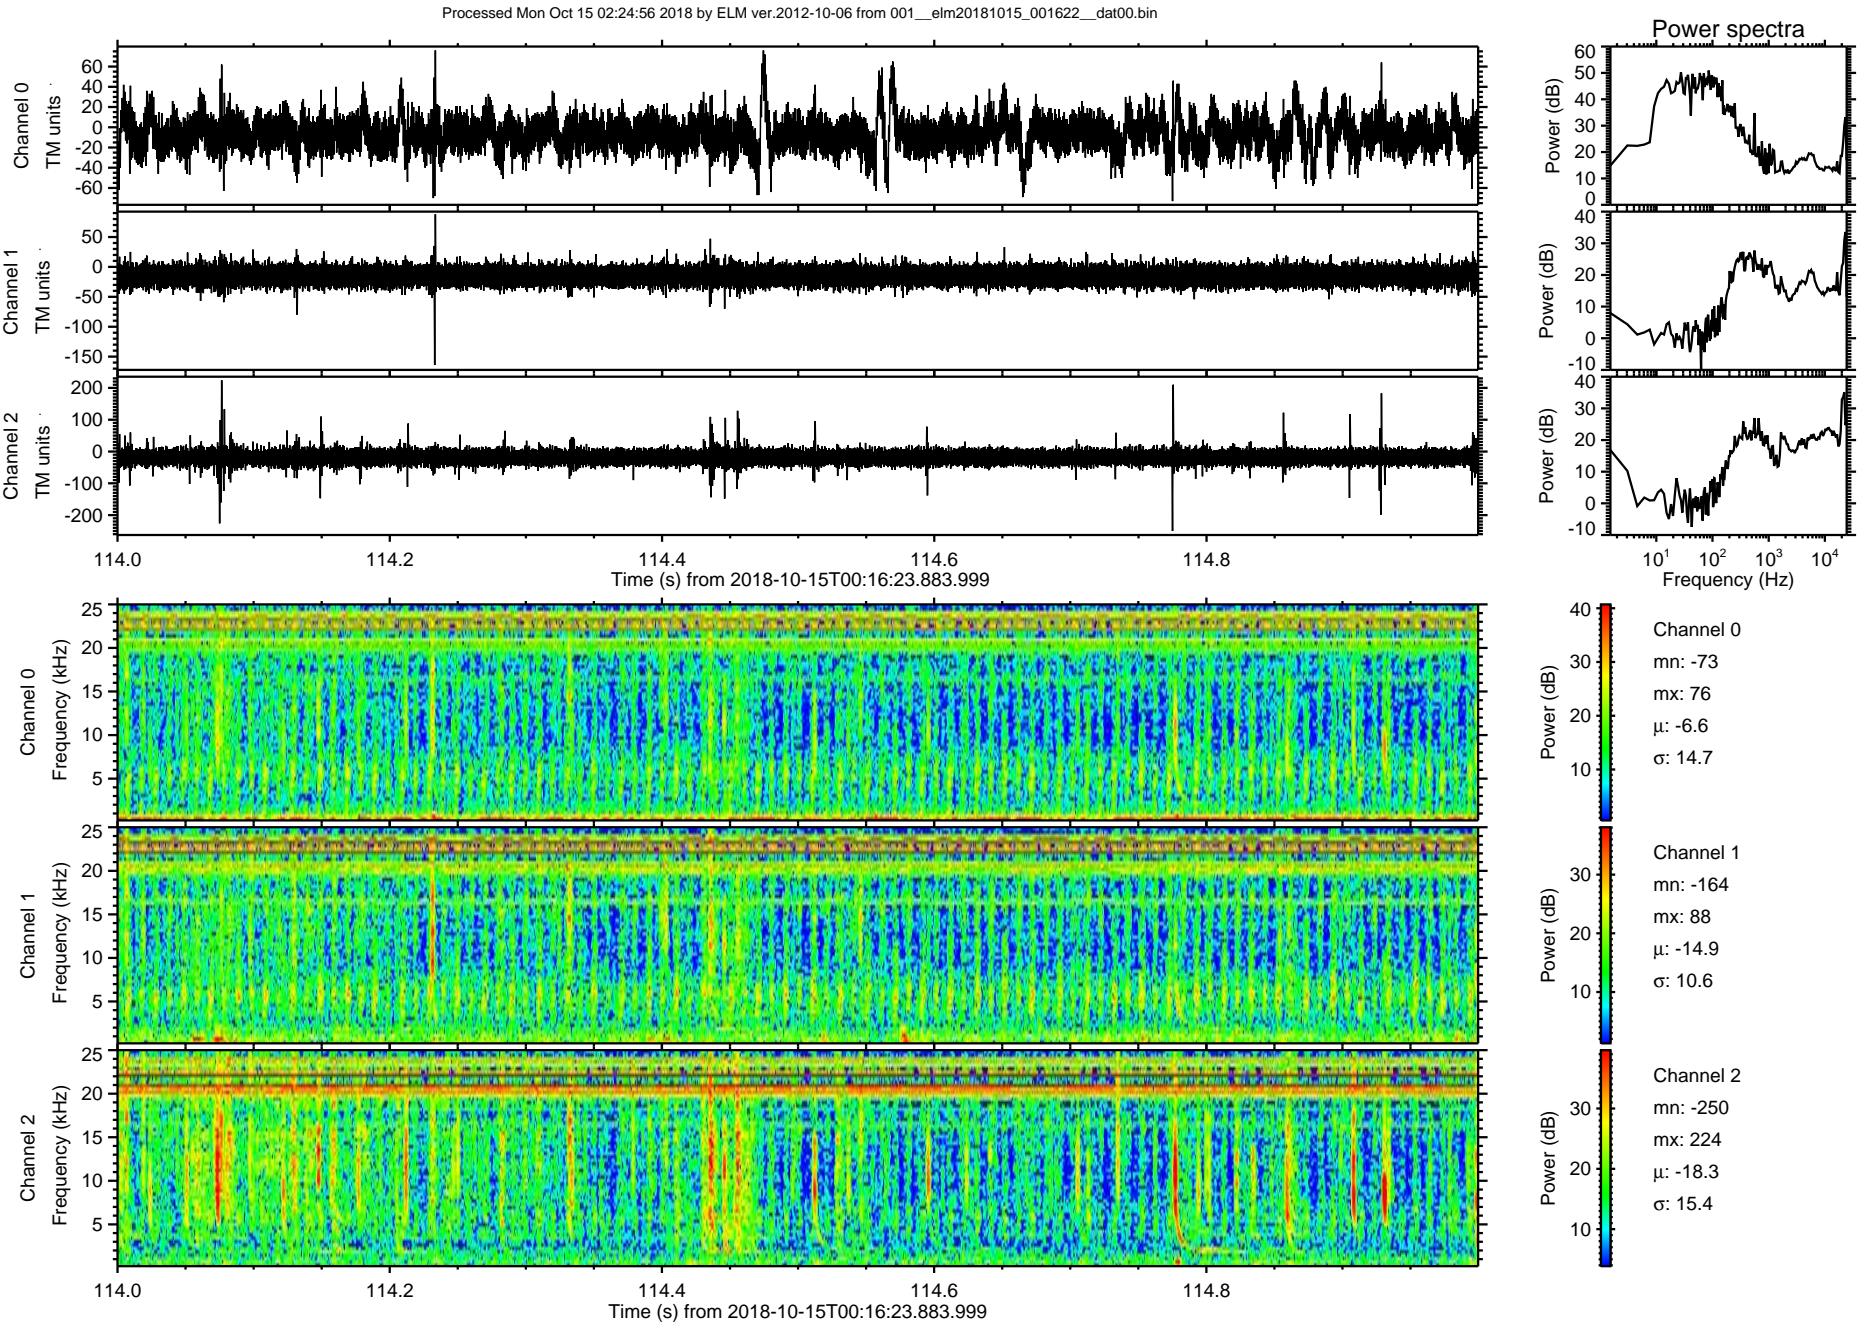 Processed Mon Oct 15 02:24:56 2018 by ELM ver.2012-10-06 from 001__elm20181015_001622__dat00.bin
Power spectra
Channel 0
TM units
60
40
20
0
-20
-40
-60
Power (dB)
60
50
40
30
20
10
0
Channel 1
TM units
50
0
-50
-100
-150
Power (dB)
40
30
20
10
0
-10
Channel 2
TM units
200
100
0
-100
-200
Power (dB)
40
30
20
10
0
-10
114.0
114.2
114.4
114.6
114.8
Time (s) from 2018-10-15T00:16:23.883.999
10¹
10²
10³
10⁴
Frequency (Hz)
Channel 0
Frequency (kHz)
25
20
15
10
5
Power (dB)
40
30
20
10
Channel 0
mn: -73
mx: 76
µ: -6.6
σ: 14.7
Channel 1
Frequency (kHz)
25
20
15
10
5
Power (dB)
30
20
10
Channel 1
mn: -164
mx: 88
µ: -14.9
σ: 10.6
Channel 2
Frequency (kHz)
25
20
15
10
5
Power (dB)
30
20
10
Channel 2
mn: -250
mx: 224
µ: -18.3
σ: 15.4
114.0
114.2
114.4
114.6
114.8
Time (s) from 2018-10-15T00:16:23.883.999